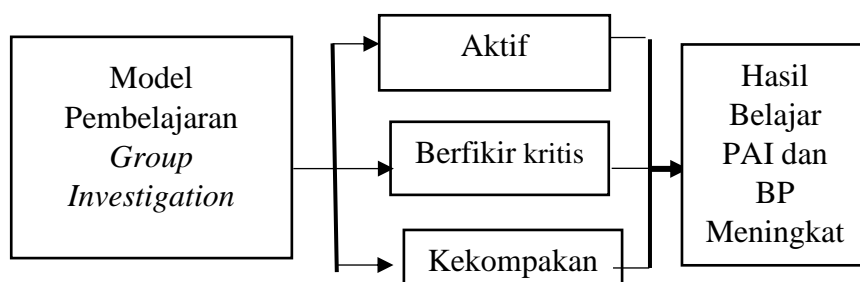 Model
Pembelajaran
Group
Investigation
Aktif
Berfikir kritis
Kekompakan
Hasil
Belajar
PAI dan
BP
Meningkat